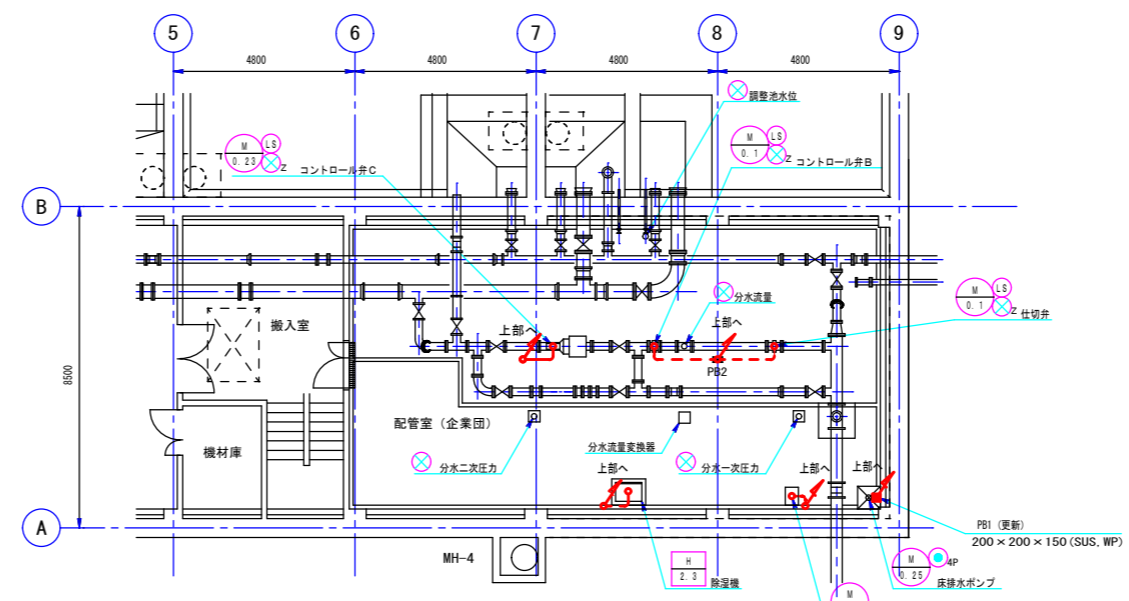 5
6
7
8
9
4800
4800
4800
4800
調整池水位
M
0.23
LS
Z
コントロール弁C
M
0.1
LS
Z
コントロール弁B
B
分水流量
M
0.1
LS
Z
仕切弁
搬入室
上部へ
上部へ
PB2
8500
配管室(企業団)
機材庫
分水流量変換器
分水二次圧力
分水一次圧力
上部へ
上部へ
上部へ
A
PB1(更新)
200×200×150(SUS,WP)
MH-4
H
2.3
除湿機
M
0.25
4P
床排水ポンプ
M